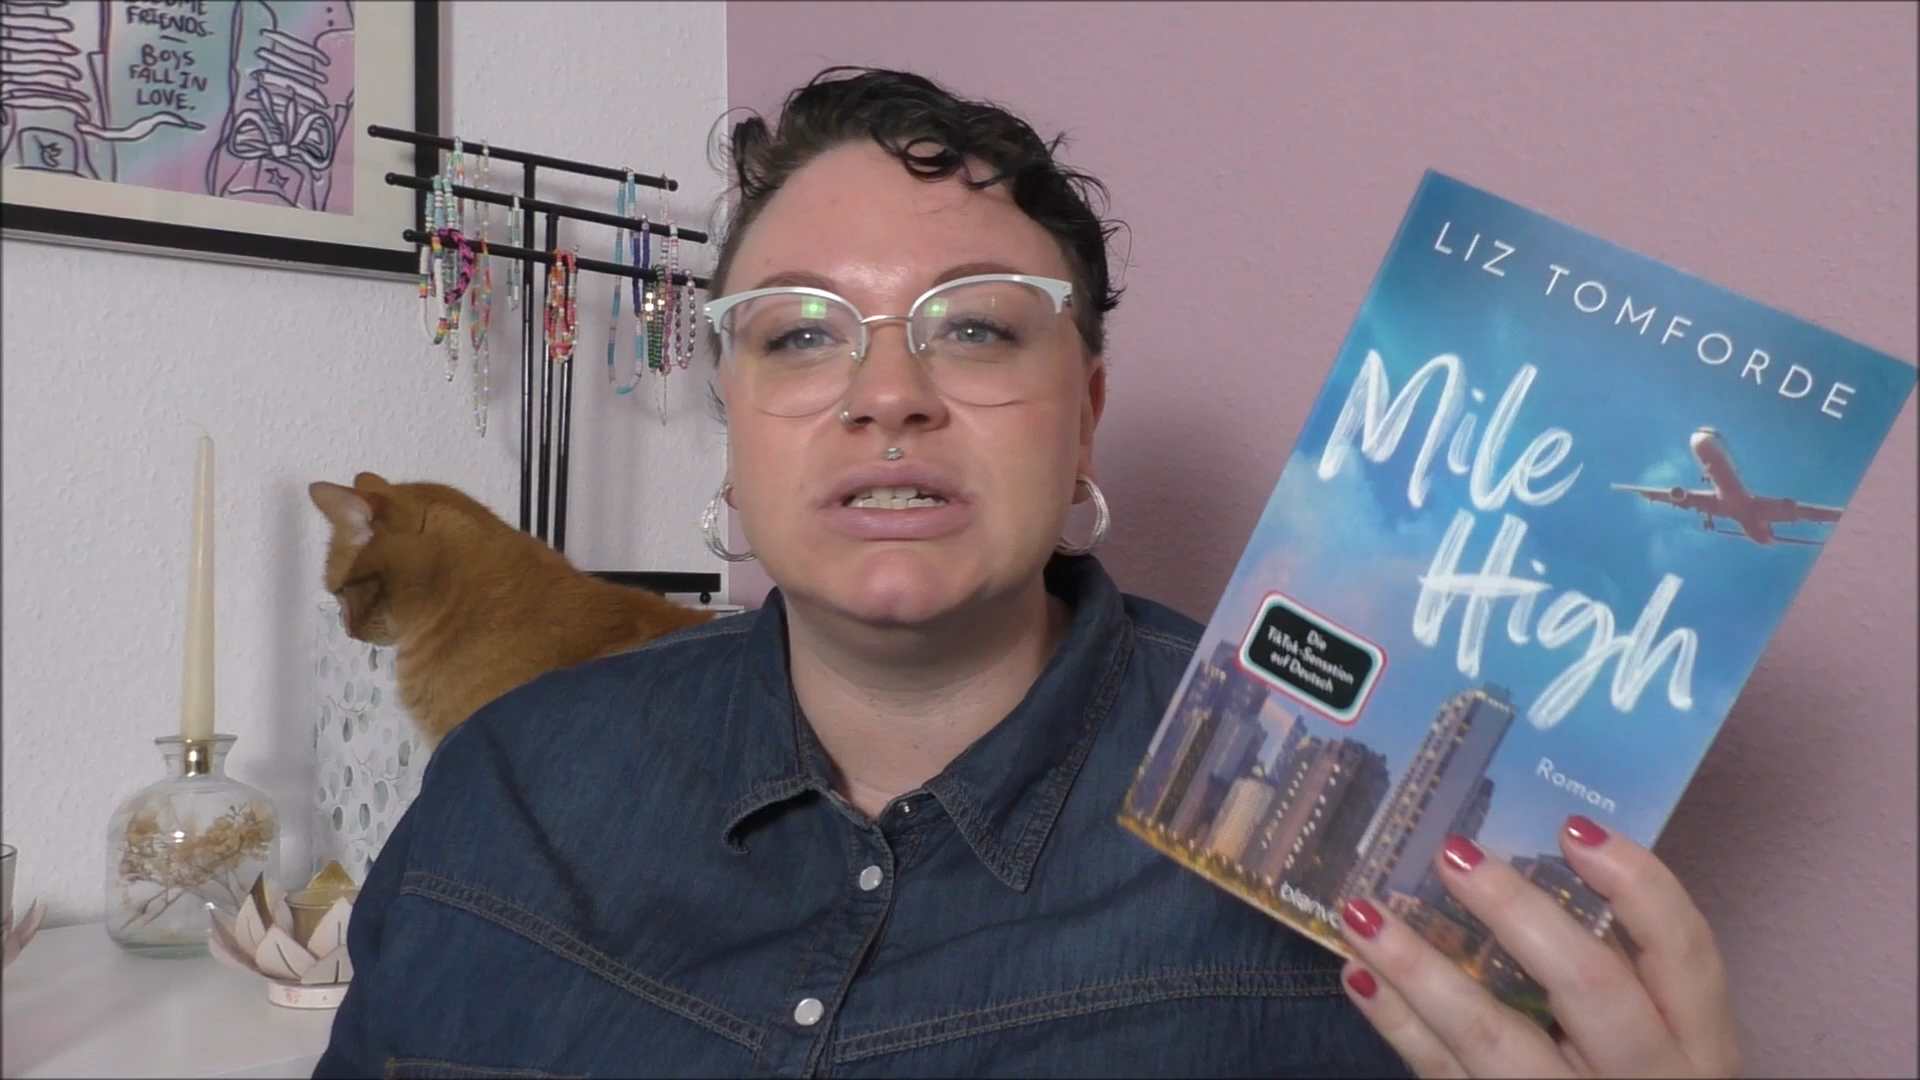 FRIENDS.
BOYS
FALL IN
LOVE.
LIZ TOMFORDE
Mile
High
Die
TikTok-Sensation
auf Deutsch
Roman